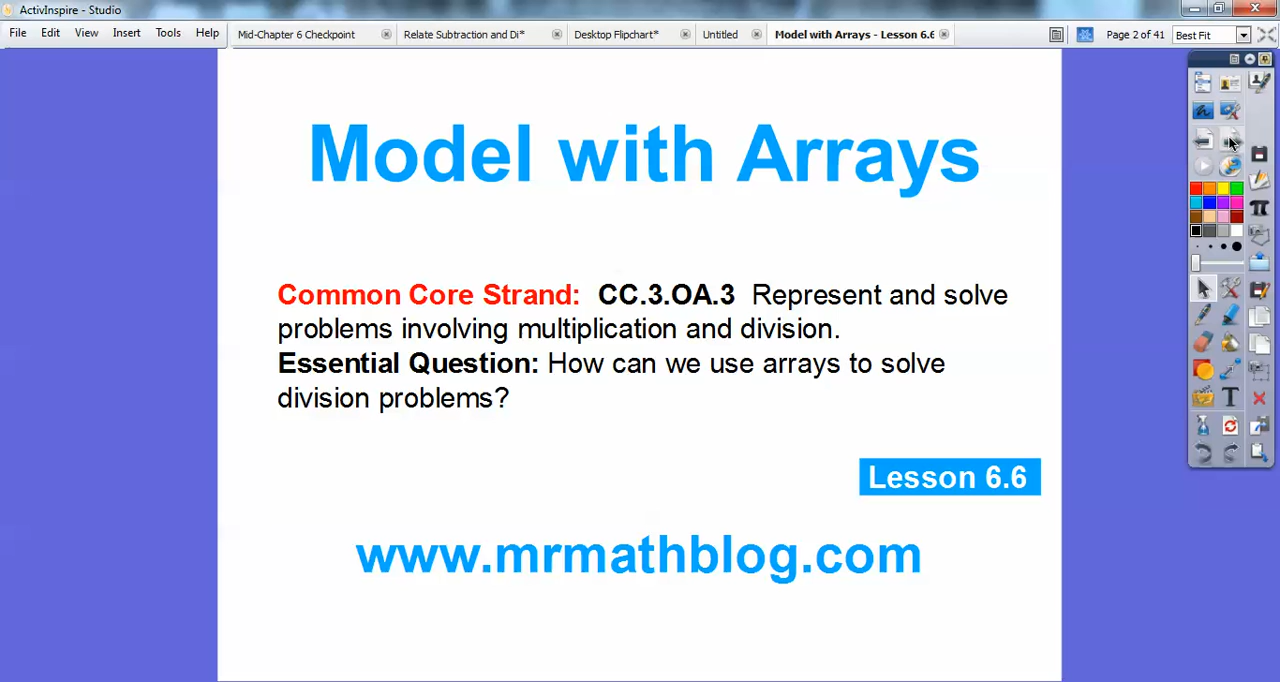 ActivInspire - Studio
File Edit View Insert Tools Help
Mid-Chapter 6 Checkpoint
Relate Subtraction and Di*
Desktop Flipchart*
Untitled
Model with Arrays - Lesson 6.6
Page 2 of 41
Best Fit
Model with Arrays
Common Core Strand: CC.3.OA.3 Represent and solve
problems involving multiplication and division.
Essential Question: How can we use arrays to solve
division problems?
Lesson 6.6
www.mrmathblog.com